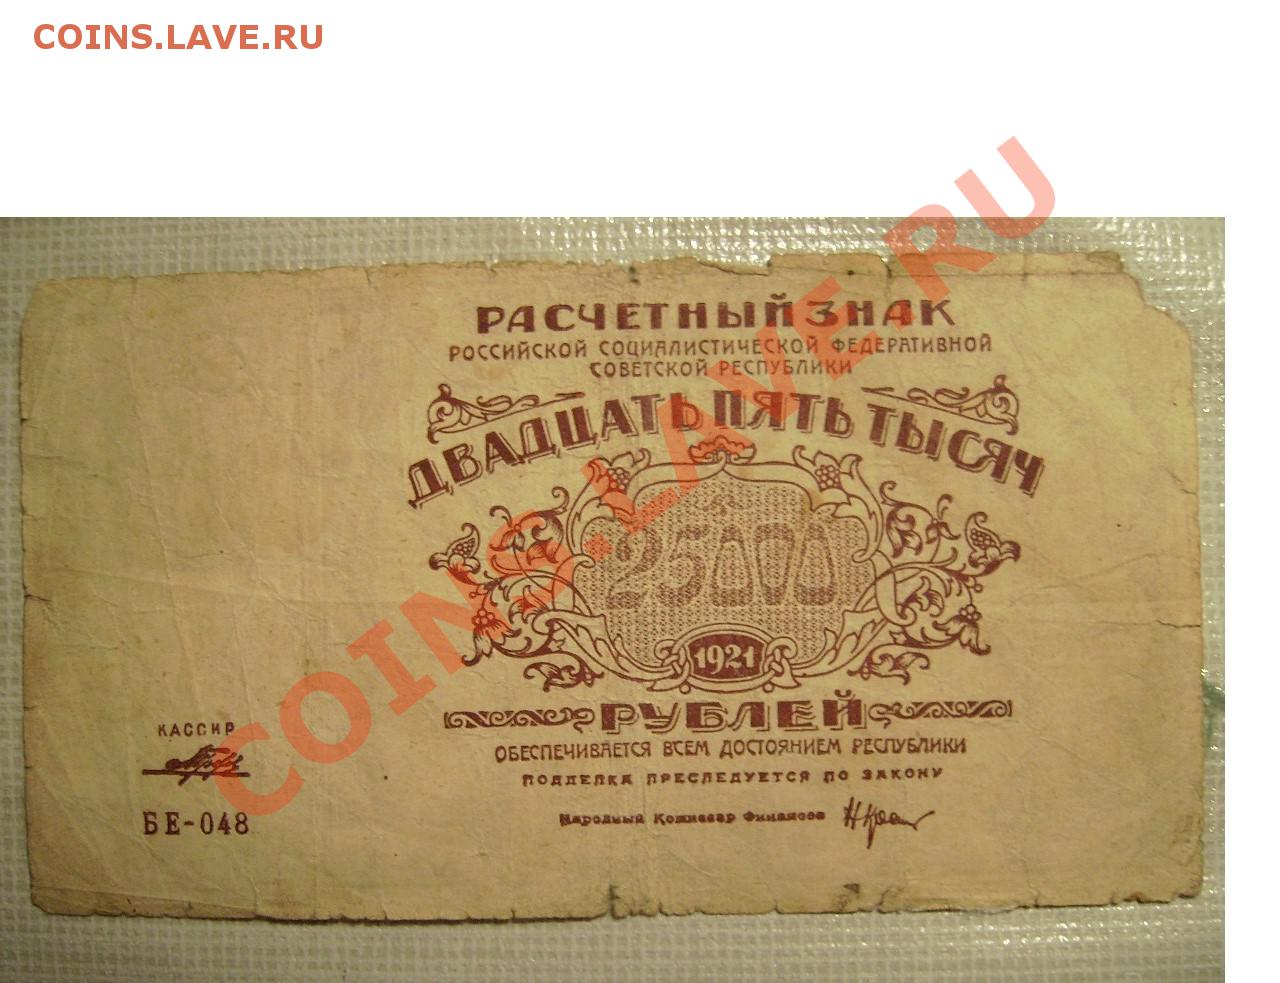 COINS.LAVE.RU
РАСЧЕТНЫЙ ЗНАК
РОССИЙСКОЙ СОЦИАЛИСТИЧЕСКОЙ ФЕДЕРАТИВНОЙ
СОВЕТСКОЙ РЕСПУБЛИКИ
ДВАДЦАТЬ ПЯТЬ ТЫСЯЧ
25000
1921
РУБЛЕЙ
ОБЕСПЕЧИВАЕТСЯ ВСЕМ ДОСТОЯНИЕМ РЕСПУБЛИКИ
ПОДДЕЛКА ПРЕСЛЕДУЕТСЯ ПО ЗАКОНУ
Народный Комиссар Финансов
КАССИР
БЕ-048
COINS.LAVE.RU